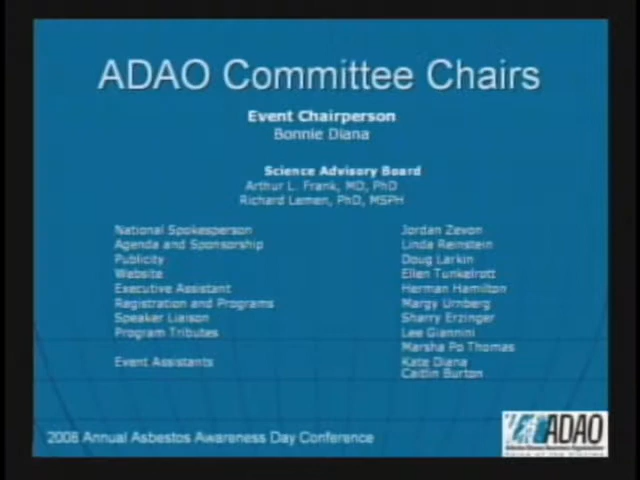 ADAO Committee Chairs
Event Chairperson
Bonnie Diana
Science Advisory Board
Arthur L. Frank, MD, PhD
Richard Lemen, PhD, MSPH
National Spokesperson Jordan Zevon
Agenda and Sponsorship Linda Reinstein
Publicity Doug Larkin
Website Ellen Tunkelrott
Executive Assistant Herman Hamilton
Registration and Programs Margy Urnberg
Speaker Liaison Sharry Erzinger
Program Tributes Lee Giannini
Marsha Po Thomas
Event Assistants Kate Diana
Caitlin Burton
Annual Asbestos Awareness Day Conference
ADAO